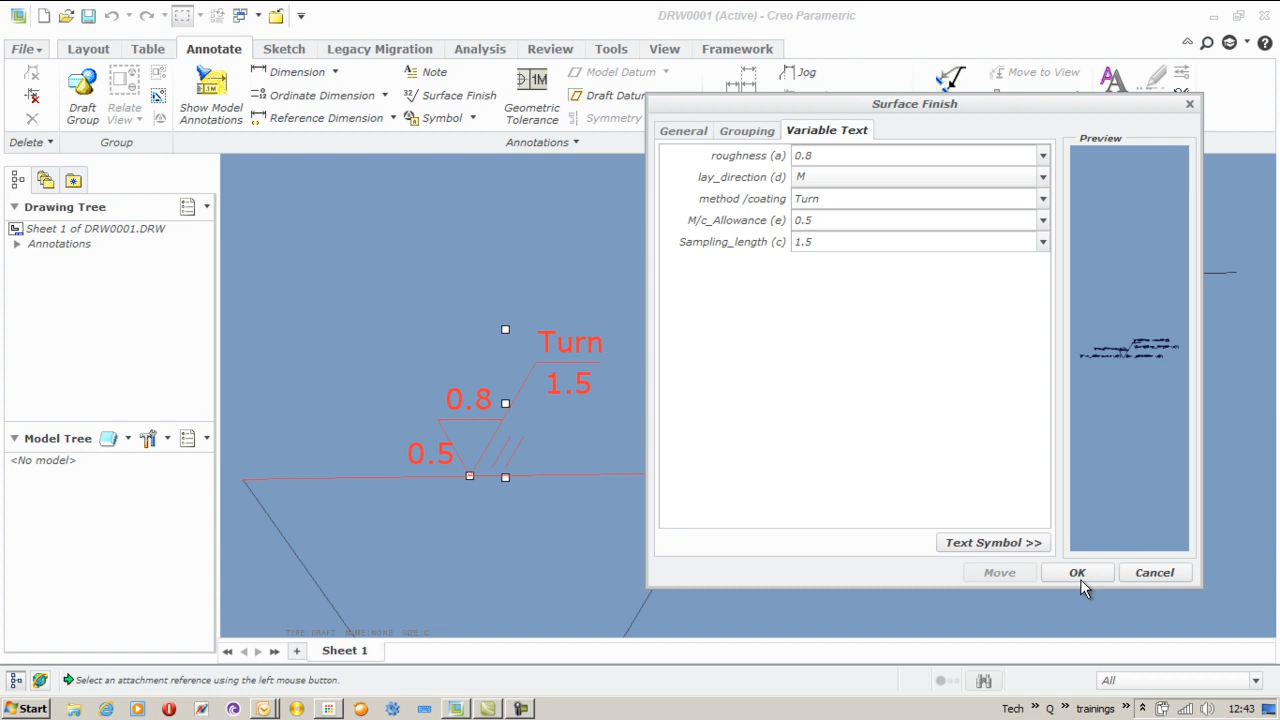 DRW0001 (Active) - Creo Parametric
File Layout Table Annotate Sketch Legacy Migration Analysis Review Tools View Framework
Draft Group
Relate View
Show Model Annotations
Dimension
Ordinate Dimension
Reference Dimension
Note
Surface Finish
Symbol
Geometric Tolerance
Model Datum
Draft Datum
Symmetry
Jog
Move to View
Delete Group Annotations
Surface Finish
General Grouping Variable Text
Preview
roughness (a) 0.8
lay_direction (d) M
method /coating Turn
M/c_Allowance (e) 0.5
Sampling_length (c) 1.5
Text Symbol >>
Move OK Cancel
Drawing Tree
Sheet 1 of DRW0001.DRW
Annotations
Model Tree
<No model>
Turn
1.5
0.8
0.5
TYPE DRAFT NAME:NONE SIZE:C
Sheet 1
Select an attachment reference using the left mouse button.
All
Start
Tech » Q » trainings »
12:43